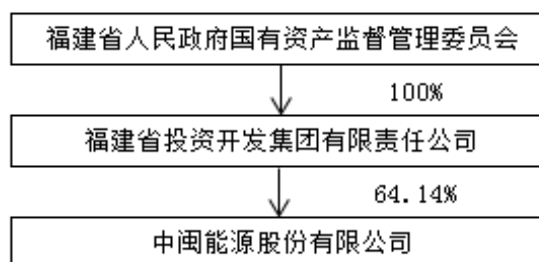 福建省人民政府国有资产监督管理委员会
100%
福建省投资开发集团有限责任公司
64.14%
中闽能源股份有限公司